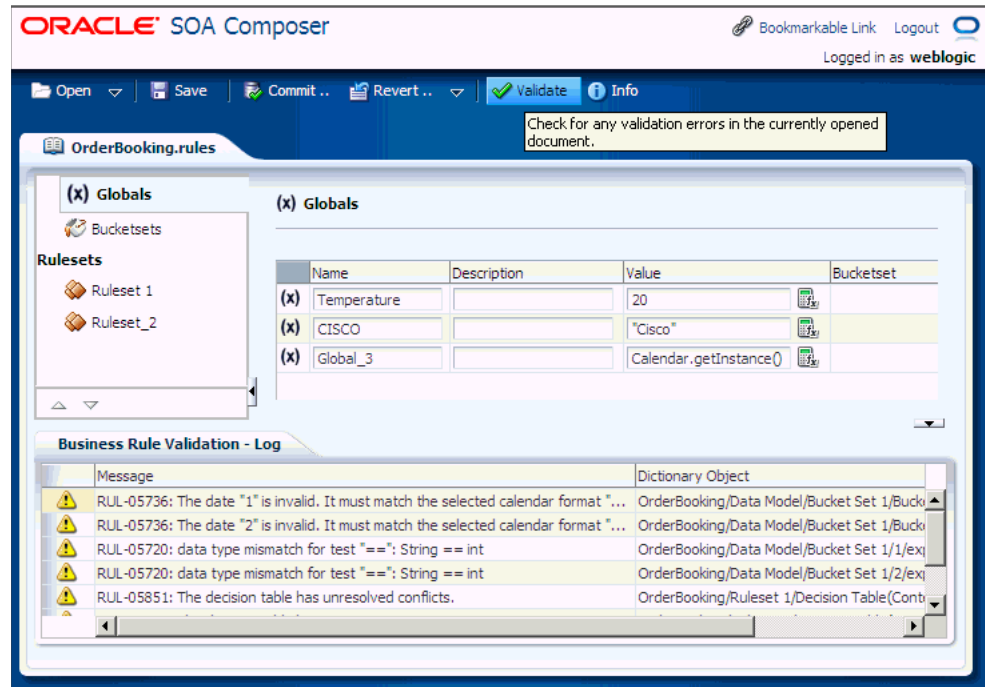 ORACLE SOA Composer
Bookmarkable Link Logout
Logged in as weblogic
Open Save Commit .. Revert .. Validate Info
Check for any validation errors in the currently opened
document.
OrderBooking.rules
(x) Globals
Bucketsets
Rulesets
Ruleset 1
Ruleset_2
(x) Globals
Name Description Value Bucketset
(x) Temperature 20
(x) CISCO "Cisco"
(x) Global_3 Calendar.getInstance()
Business Rule Validation - Log
Message Dictionary Object
RUL-05736: The date "1" is invalid. It must match the selected calendar format "... OrderBooking/Data Model/Bucket Set 1/Buck
RUL-05736: The date "2" is invalid. It must match the selected calendar format "... OrderBooking/Data Model/Bucket Set 1/Buck
RUL-05720: data type mismatch for test "==": String == int OrderBooking/Data Model/Bucket Set 1/1/ex
RUL-05720: data type mismatch for test "==": String == int OrderBooking/Data Model/Bucket Set 1/2/ex
RUL-05851: The decision table has unresolved conflicts. OrderBooking/Ruleset 1/Decision Table(Cont